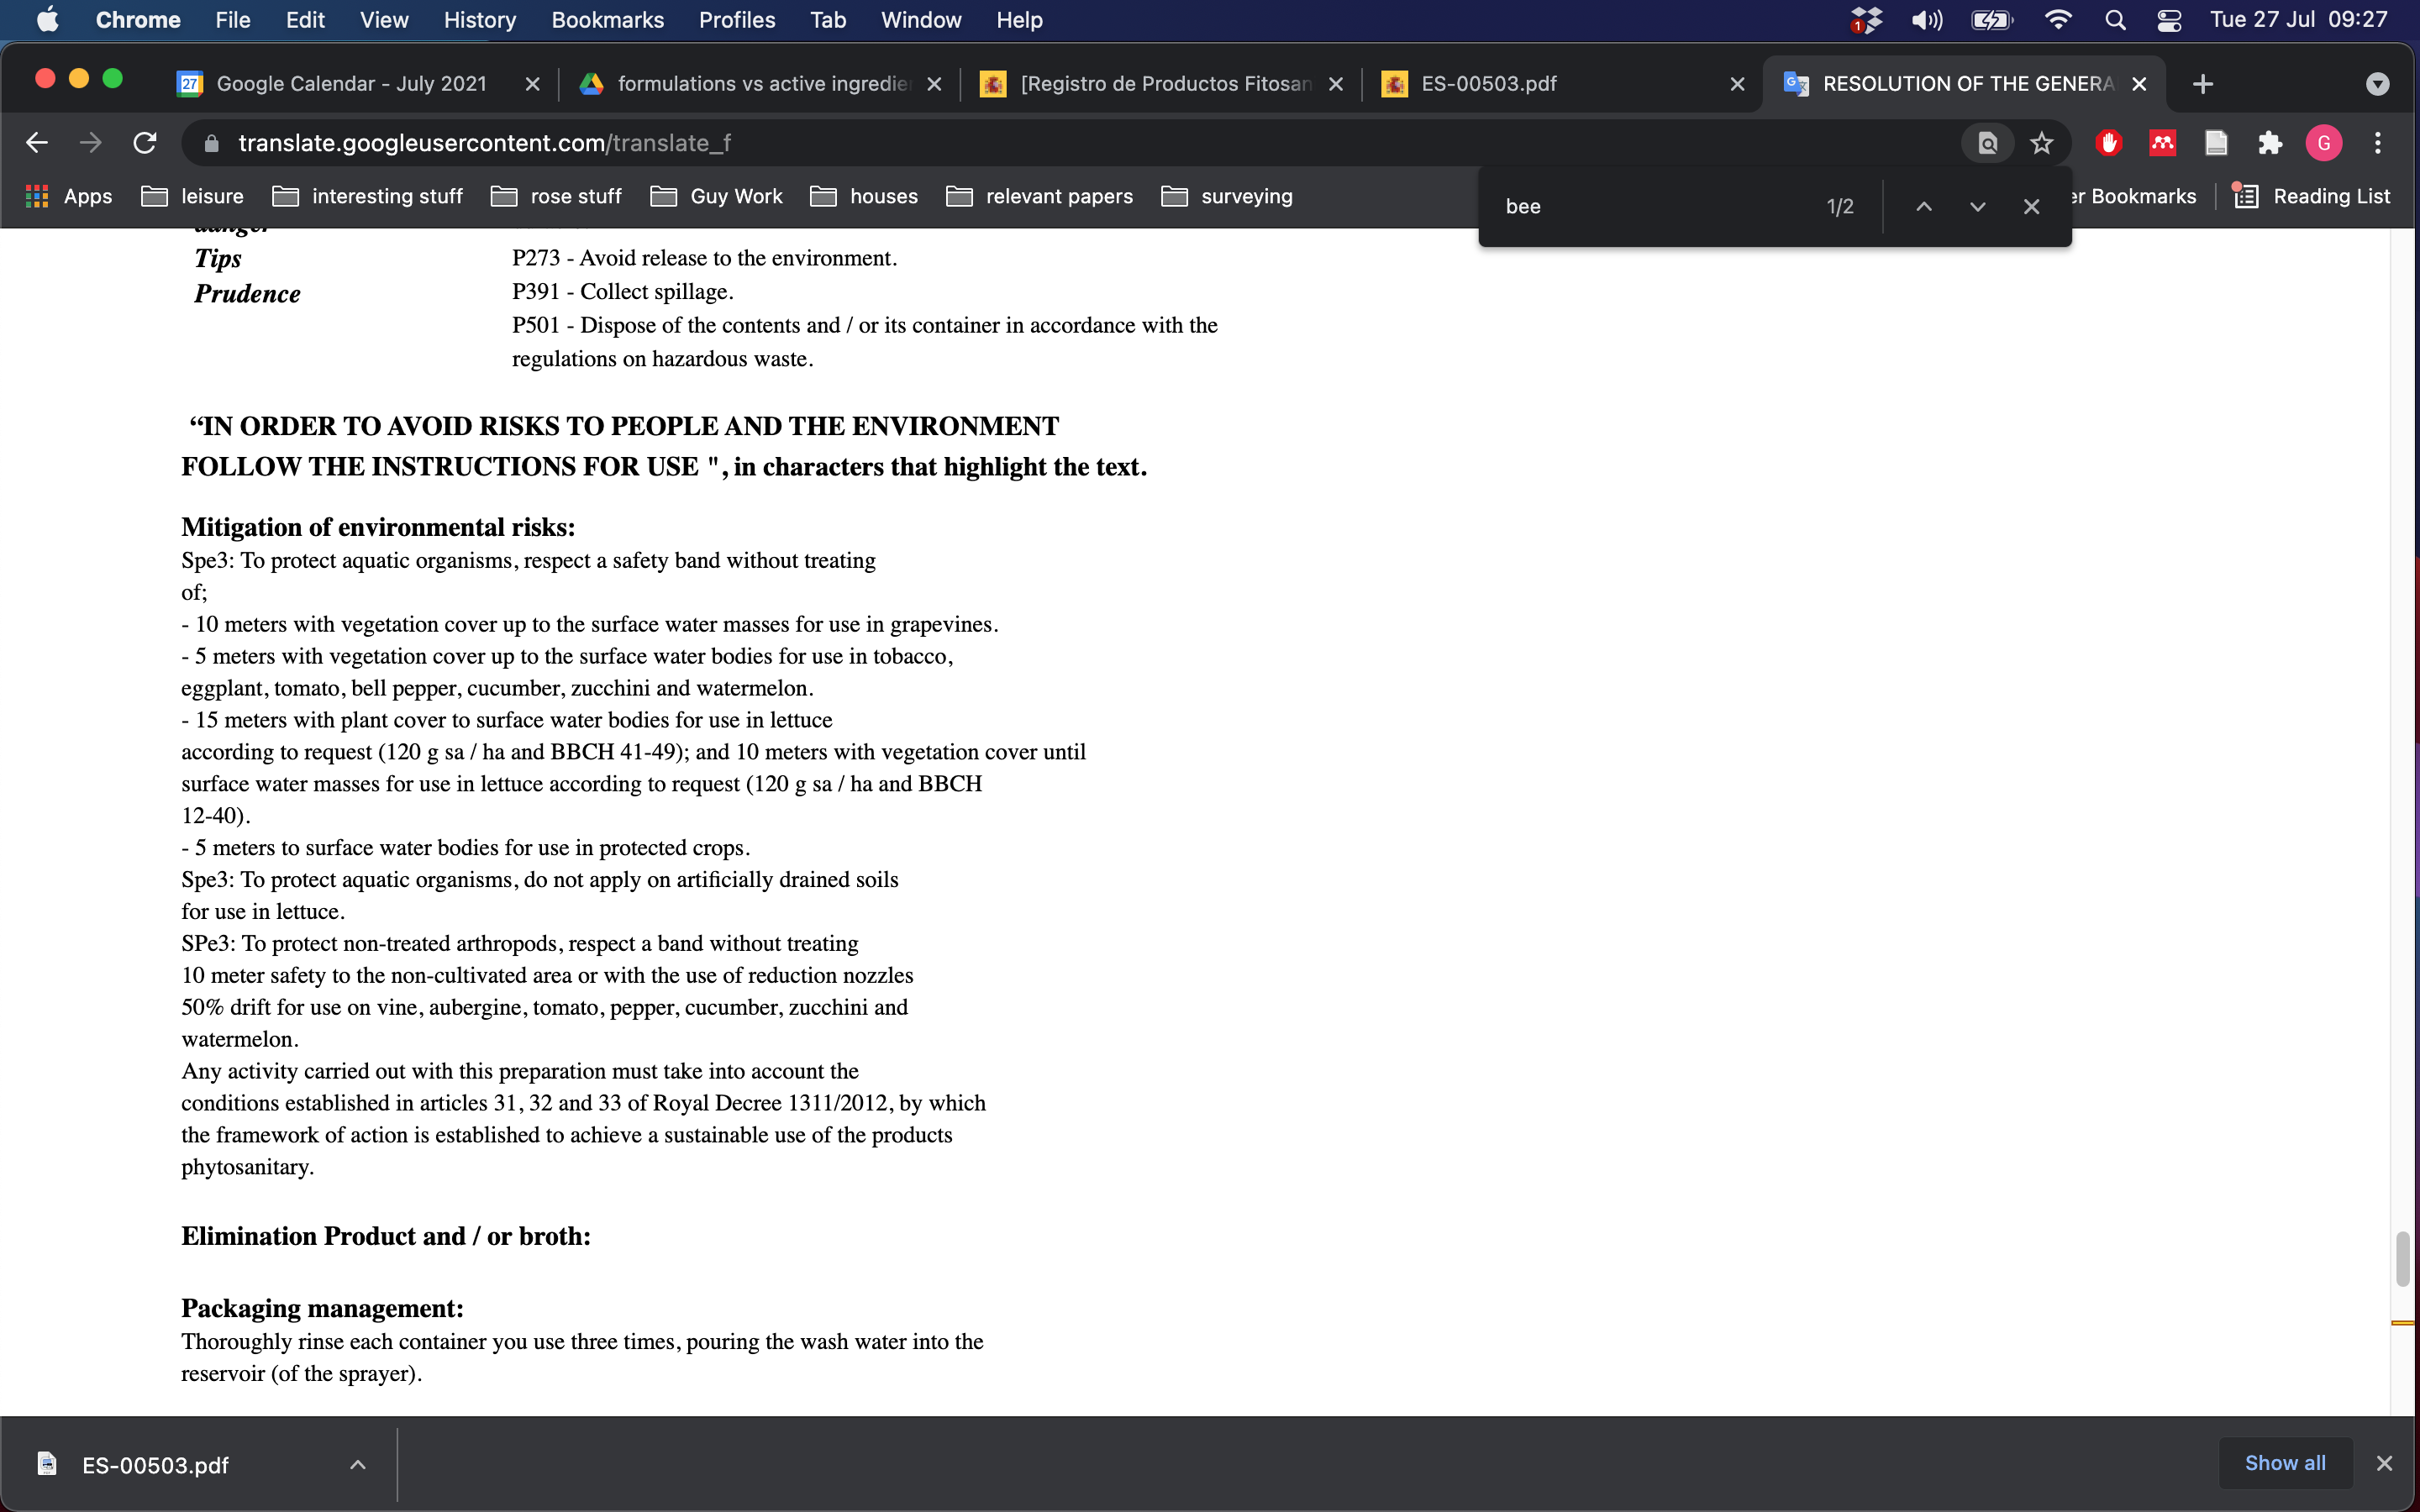 Chrome File Edit View History Bookmarks Profiles Tab Window Help 1 Tue 27 Jul 09:27
27 Google Calendar - July 2021 formulations vs active ingredie [Registro de Productos Fitosan ES-00503.pdf RESOLUTION OF THE GENERA
translate.googleusercontent.com/translate_f G
Apps leisure interesting stuff rose stuff Guy Work houses relevant papers surveying er Bookmarks Reading List
bee 1/2
danger
Tips P273 - Avoid release to the environment.
Prudence P391 - Collect spillage.
P501 - Dispose of the contents and / or its container in accordance with the
regulations on hazardous waste.
“IN ORDER TO AVOID RISKS TO PEOPLE AND THE ENVIRONMENT
FOLLOW THE INSTRUCTIONS FOR USE ", in characters that highlight the text.
Mitigation of environmental risks:
Spe3: To protect aquatic organisms, respect a safety band without treating
of;
- 10 meters with vegetation cover up to the surface water masses for use in grapevines.
- 5 meters with vegetation cover up to the surface water bodies for use in tobacco,
eggplant, tomato, bell pepper, cucumber, zucchini and watermelon.
- 15 meters with plant cover to surface water bodies for use in lettuce
according to request (120 g sa / ha and BBCH 41-49); and 10 meters with vegetation cover until
surface water masses for use in lettuce according to request (120 g sa / ha and BBCH
12-40).
- 5 meters to surface water bodies for use in protected crops.
Spe3: To protect aquatic organisms, do not apply on artificially drained soils
for use in lettuce.
SPe3: To protect non-treated arthropods, respect a band without treating
10 meter safety to the non-cultivated area or with the use of reduction nozzles
50% drift for use on vine, aubergine, tomato, pepper, cucumber, zucchini and
watermelon.
Any activity carried out with this preparation must take into account the
conditions established in articles 31, 32 and 33 of Royal Decree 1311/2012, by which
the framework of action is established to achieve a sustainable use of the products
phytosanitary.
Elimination Product and / or broth:
Packaging management:
Thoroughly rinse each container you use three times, pouring the wash water into the
reservoir (of the sprayer).
ES-00503.pdf Show all